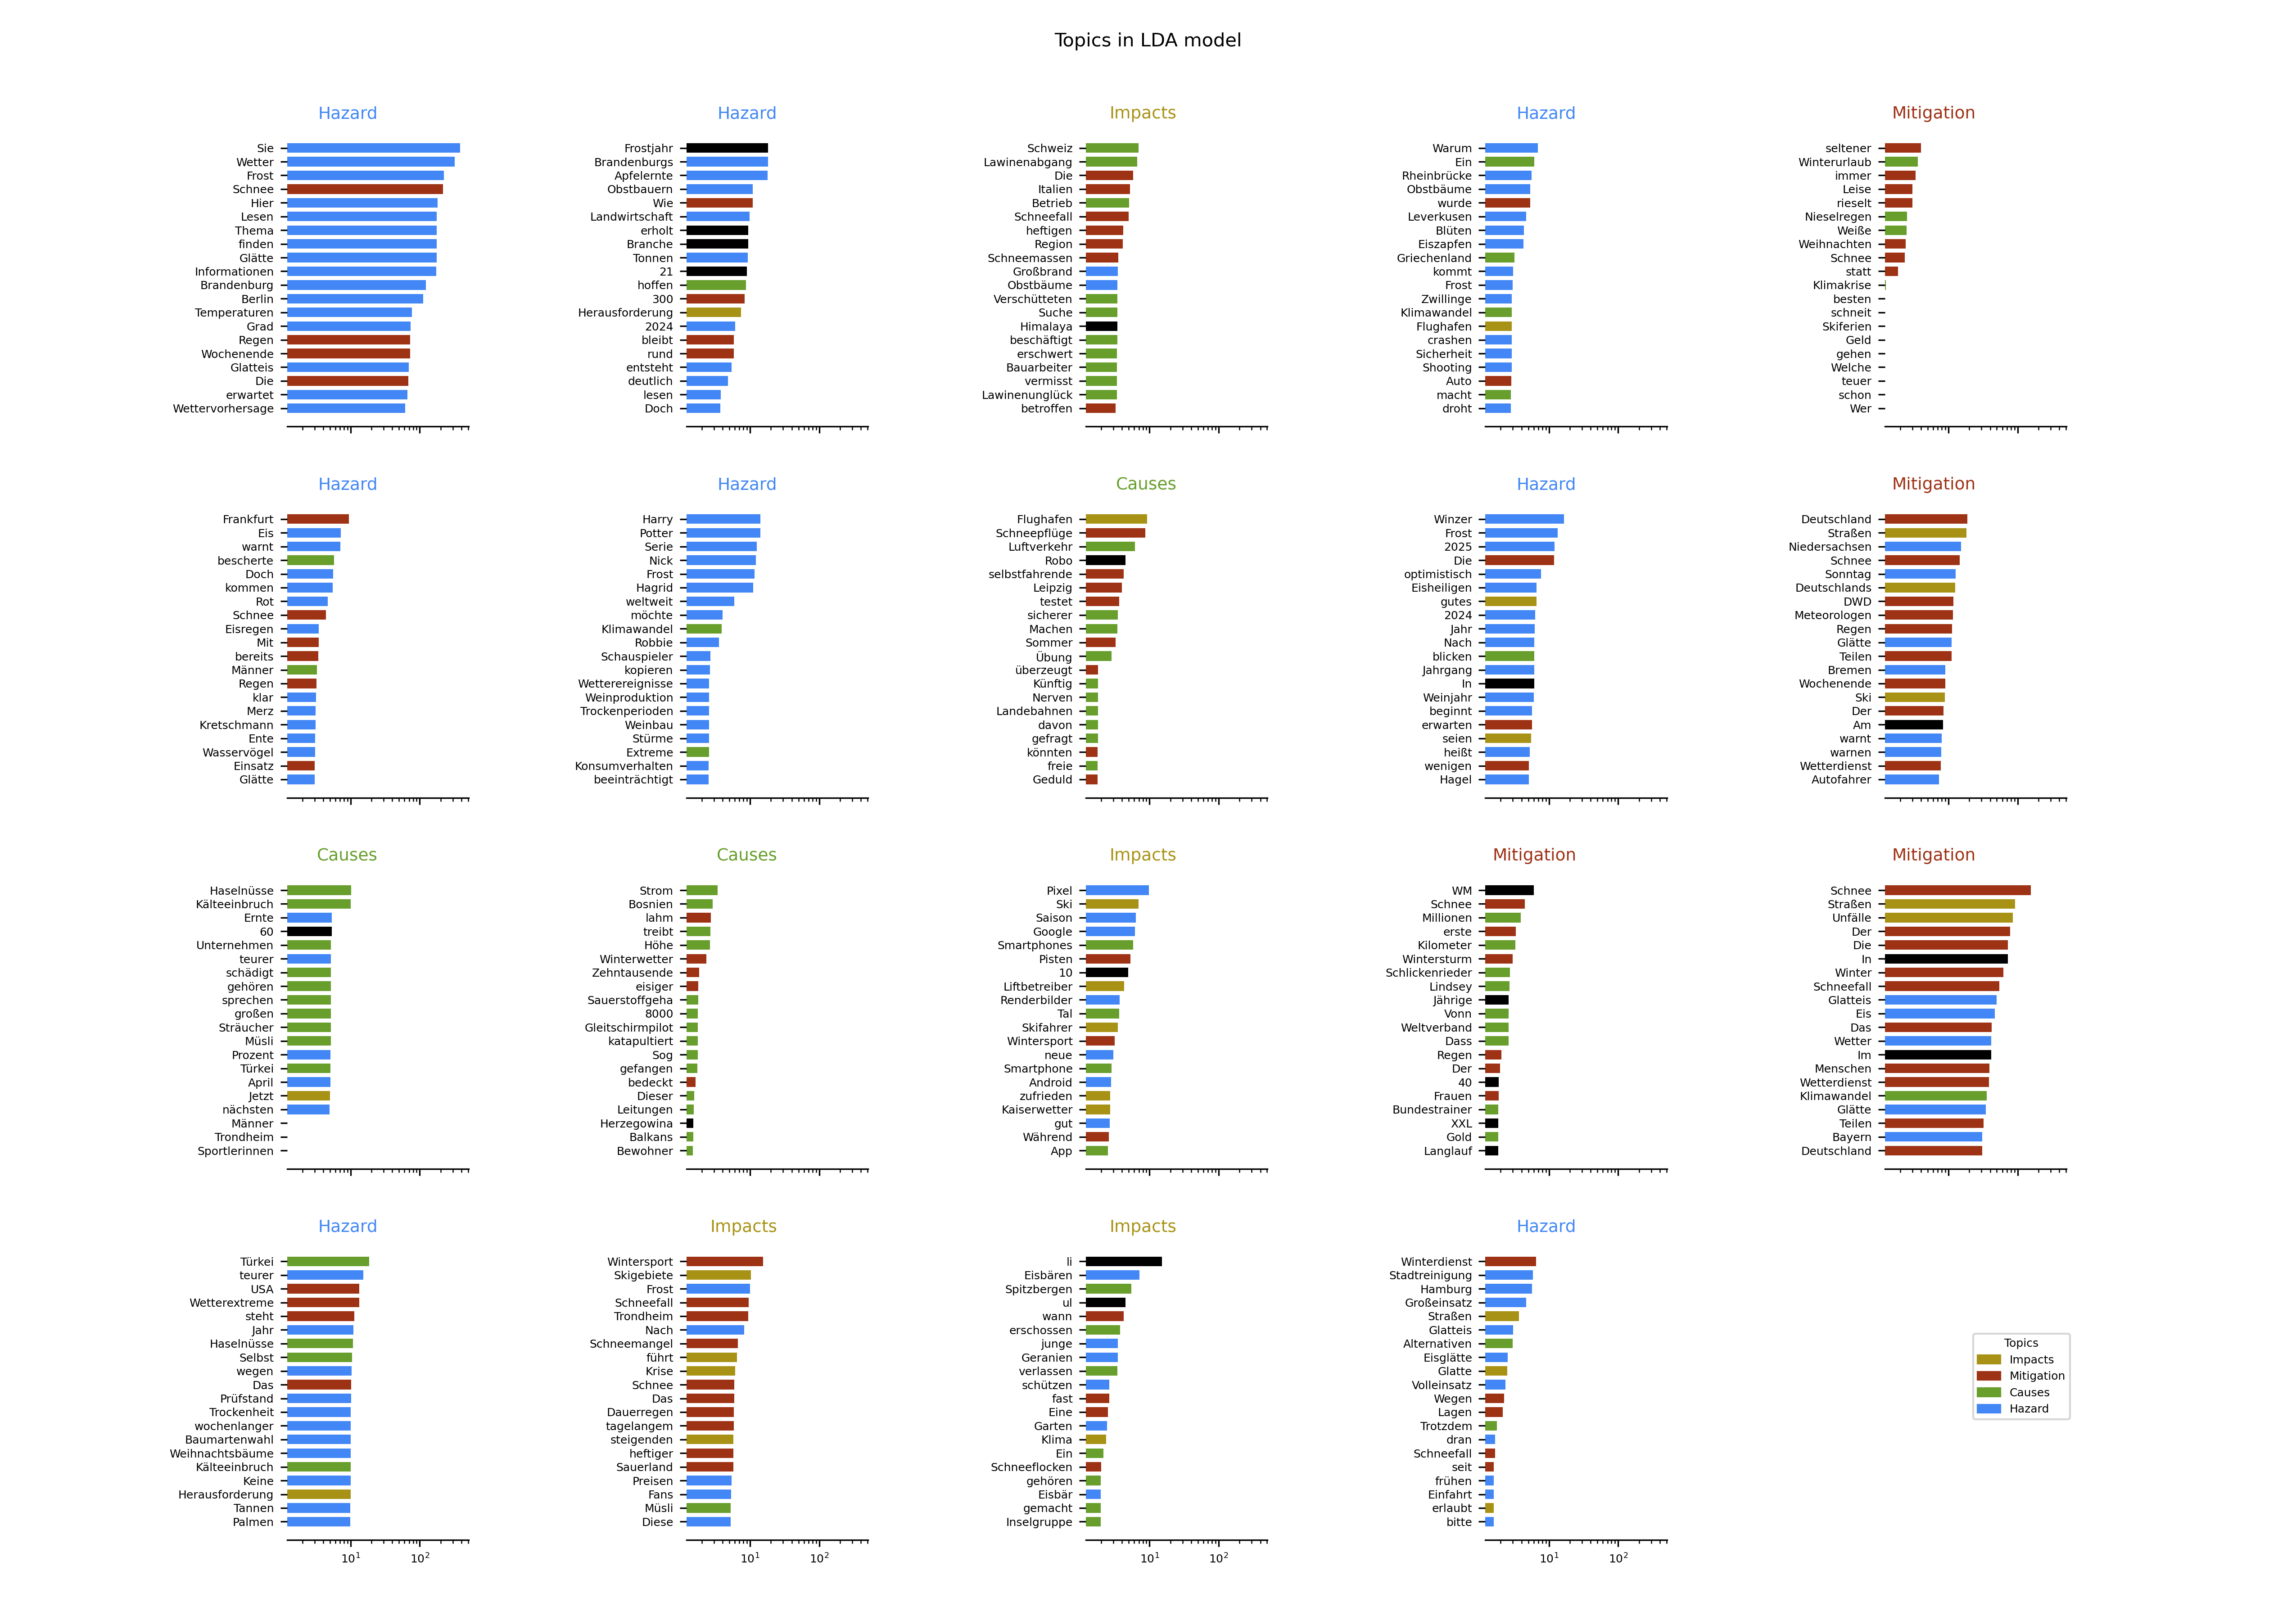 Topics in LDA model
Hazard
Sie
Wetter
Frost
Schnee
Hier
Lesen
Thema
finden
Glätte
Informationen
Brandenburg
Berlin
Temperaturen
Grad
Regen
Wochenende
Glatteis
Die
erwartet
Wettervorhersage
Hazard
Frostjahr
Brandenburgs
Apfelernte
Obstbauern
Wie
Landwirtschaft
erholt
Branche
Tonnen
21
hoffen
300
Herausforderung
2024
bleibt
rund
entsteht
deutlich
lesen
Doch
Impacts
Schweiz
Lawinenabgang
Die
Italien
Betrieb
Schneefall
heftigen
Region
Schneemassen
Großbrand
Obstbäume
Verschütteten
Suche
Himalaya
beschäftigt
erschwert
Bauarbeiter
vermisst
Lawinenunglück
betroffen
Hazard
Warum
Ein
Rheinbrücke
Obstbäume
wurde
Leverkusen
Blüten
Eiszapfen
Griechenland
kommt
Frost
Zwillinge
Klimawandel
Flughafen
crashen
Sicherheit
Shooting
Auto
macht
droht
Mitigation
seltener
Winterurlaub
immer
Leise
rieselt
Nieselregen
Weiße
Weihnachten
Schnee
statt
Klimakrise
besten
schneit
Skiferien
Geld
gehen
Welche
teuer
schon
Wer
Hazard
Frankfurt
Eis
warnt
bescherte
Doch
kommen
Rot
Schnee
Eisregen
Mit
bereits
Männer
Regen
klar
Merz
Kretschmann
Ente
Wasservögel
Einsatz
Glätte
Hazard
Harry
Potter
Serie
Nick
Frost
Hagrid
weltweit
möchte
Klimawandel
Robbie
Schauspieler
kopieren
Wetterereignisse
Weinproduktion
Trockenperioden
Weinbau
Stürme
Extreme
Konsumverhalten
beeinträchtigt
Causes
Flughafen
Schneepflüge
Luftverkehr
Robo
selbstfahrende
Leipzig
testet
sicherer
Machen
Sommer
Übung
überzeugt
Künftig
Nerven
Landebahnen
davon
gefragt
könnten
freie
Geduld
Hazard
Winzer
Frost
2025
Die
optimistisch
Eisheiligen
gutes
2024
Jahr
Nach
blicken
Jahrgang
In
Weinjahr
beginnt
erwarten
seien
heißt
wenigen
Hagel
Mitigation
Deutschland
Straßen
Niedersachsen
Schnee
Sonntag
Deutschlands
DWD
Meteorologen
Regen
Glätte
Teilen
Bremen
Wochenende
Ski
Der
Am
warnt
warnen
Wetterdienst
Autofahrer
Causes
Haselnüsse
Kälteeinbruch
Ernte
60
Unternehmen
teurer
schädigt
gehören
sprechen
großen
Sträucher
Müsli
Prozent
Türkei
April
Jetzt
nächsten
Männer
Trondheim
Sportlerinnen
Causes
Strom
Bosnien
lahm
treibt
Höhe
Winterwetter
Zehntausende
eisiger
Sauerstoffgeha
8000
Gleitschirmpilot
katapultiert
Sog
gefangen
bedeckt
Dieser
Leitungen
Herzegowina
Balkans
Bewohner
Impacts
Pixel
Ski
Saison
Google
Smartphones
Pisten
10
Liftbetreiber
Renderbilder
Tal
Skifahrer
Wintersport
neue
Smartphone
Android
zufrieden
Kaiserwetter
gut
Während
App
Mitigation
WM
Schnee
Millionen
erste
Kilometer
Wintersturm
Schlickenrieder
Lindsey
Jährige
Vonn
Weltverband
Dass
Regen
Der
40
Frauen
Bundestrainer
XXL
Gold
Langlauf
Mitigation
Schnee
Straßen
Unfälle
Der
Die
In
Winter
Schneefall
Glatteis
Eis
Das
Wetter
Im
Menschen
Wetterdienst
Klimawandel
Glätte
Teilen
Bayern
Deutschland
Hazard
Türkei
teurer
USA
Wetterextreme
steht
Jahr
Haselnüsse
Selbst
wegen
Das
Prüfstand
Trockenheit
wochenlanger
Baumartenwahl
Weihnachtsbäume
Kälteeinbruch
Keine
Herausforderung
Tannen
Palmen
10¹ 10²
Impacts
Wintersport
Skigebiete
Frost
Schneefall
Trondheim
Nach
Schneemangel
führt
Krise
Schnee
Das
Dauerregen
tagelangem
steigenden
heftiger
Sauerland
Preisen
Fans
Müsli
Diese
10¹ 10²
Impacts
li
Eisbären
Spitzbergen
ul
wann
erschossen
junge
Geranien
verlassen
schützen
fast
Eine
Garten
Klima
Ein
Schneeflocken
gehören
Eisbär
gemacht
Inselgruppe
10¹ 10²
Hazard
Winterdienst
Stadtreinigung
Hamburg
Großeinsatz
Straßen
Glatteis
Alternativen
Eisglätte
Glatte
Volleinsatz
Wegen
Lagen
Trotzdem
dran
Schneefall
seit
frühen
Einfahrt
erlaubt
bitte
10¹ 10²
Topics
Impacts
Mitigation
Causes
Hazard